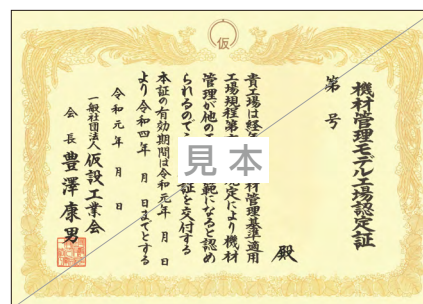 仮
機材管理モデル工場認定証
第 号
殿
貴工場は経 材管理基準適用
工場規程第 定により機材
管理が他の 範になると認め
られるので 証を交付する
本証の有効期間は令和元年 月 日
より令和四年 月 日までとする
令和元年 月 日
一般社団法人 仮設工業会
会長 豊澤康男
見本